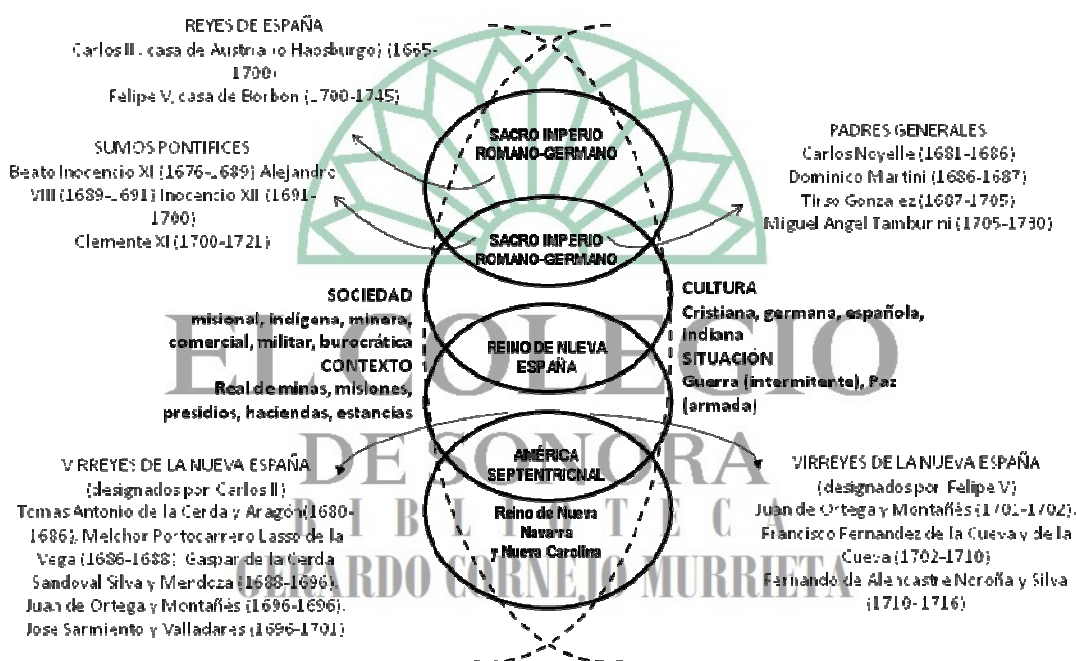 REYES DE ESPAÑA
Carlos II, casa de Austria (o Hapsburgo) (1665-
1700)
Felipe V, casa de Borbon (1700-1745)
SUMOS PONTIFICES
Beato Inocencio XI (1676-1689) Alejandro
VIII (1689-1691) Inocencio XII (1691-
1700)
Clemente XI (1700-1721)
SACRO IMPERIO
ROMANO-GERMANO
PADRES GENERALES
Carlos Noyelle (1681-1686)
Dominico Martini (1686-1687)
Tirso Gonzalez (1687-1705)
Miguel Angel Tamburini (1705-1730)
SACRO IMPERIO
ROMANO-GERMANO
SOCIEDAD
misional, indígena, minera,
comercial, militar, burocrática
CONTEXTO
Real de minas, misiones,
presidios, haciendas, estancias
CULTURA
Cristiana, germana, española,
Indiana
SITUACIÓN
Guerra (intermitente), Paz
(armada)
REINO DE NUEVA
ESPAÑA
AMÉRICA
SEPTENTRIONAL
Reino de Nueva
Navarra
y Nueva Carolina
VIRREYES DE LA NUEVA ESPAÑA
(designados por Carlos II)
Tomas Antonio de la Cerda y Aragón (1680-
1686), Melchor Portocarrero Lasso de la
Vega (1686-1688) Gaspar de la Cerda
Sandoval Silva y Mendoza (1688-1696),
Juan de Ortega y Montañés (1696-1696).
Jose Sarmiento y Valladares (1696-1701)
VIRREYES DE LA NUEVA ESPAÑA
(designados por Felipe V)
Juan de Ortega y Montañés (1701-1702).
Francisco Fernandez de la Cueva y de la
Cueva (1702-1710)
Fernando de Alencastre Noroña y Silva
(1710-1716)
EL COLEGIO
DE SONORA
BIBLIOTECA
GERARDO CORNEJO MURRIETA